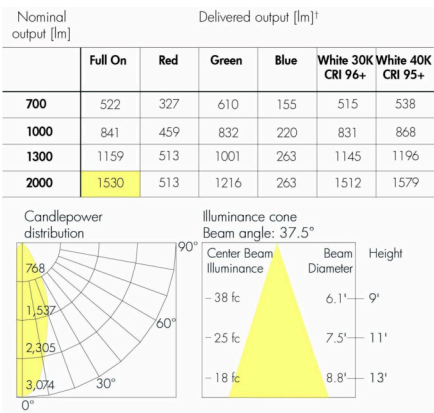 Nominal output [lm] Delivered output [lm]†
Full On Red Green Blue White 30K CRI 96+ White 40K CRI 95+
700 522 327 610 155 515 538
1000 841 459 832 220 831 868
1300 1159 513 1001 263 1145 1196
2000 1530 513 1216 263 1512 1579
Candlepower
distribution
90°
768
1,537
60°
2,305
3,074
30°
0°
Illuminance cone
Beam angle: 37.5°
Center Beam Illuminance Beam Diameter Height
38 fc 6.1' 9'
25 fc 7.5' 11'
18 fc 8.8' 13'